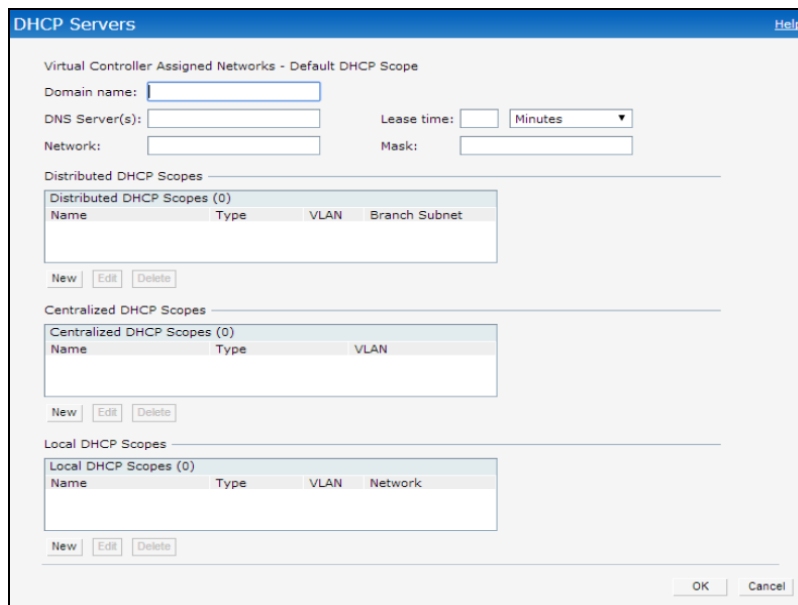 DHCP Servers
Help
Virtual Controller Assigned Networks - Default DHCP Scope
Domain name:
DNS Server(s):
Lease time:
Minutes
Network:
Mask:
Distributed DHCP Scopes
Distributed DHCP Scopes (0)
Name Type VLAN Branch Subnet
New Edit Delete
Centralized DHCP Scopes
Centralized DHCP Scopes (0)
Name Type VLAN
New Edit Delete
Local DHCP Scopes
Local DHCP Scopes (0)
Name Type VLAN Network
New Edit Delete
OK Cancel